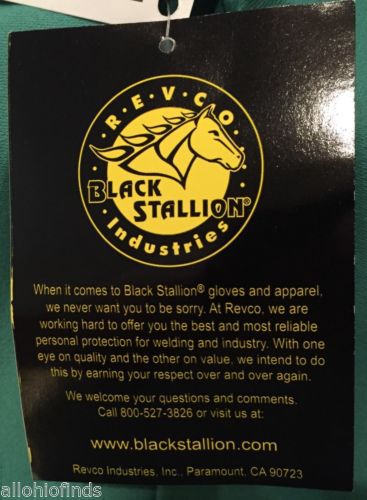 REVCO
BLACK
STALLION®
Industries
When it comes to Black Stallion® gloves and apparel,
we never want you to be sorry. At Revco, we are
working hard to offer you the best and most reliable
personal protection for welding and industry. With one
eye on quality and the other on value, we intend to do
this by earning your respect over and over again.
We welcome your questions and comments.
Call 800-527-3826 or visit us at:
www.blackstallion.com
Revco Industries, Inc., Paramount, CA 90723
allohiofinds